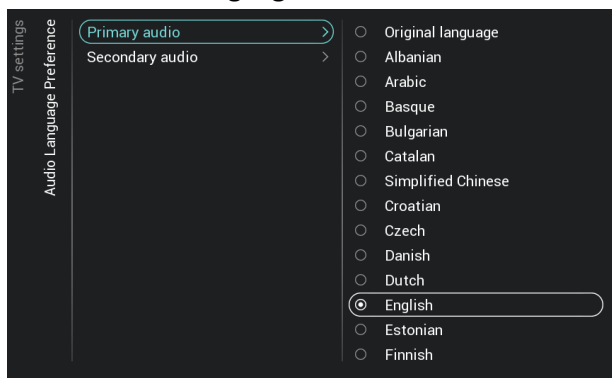 TV settings
Audio Language Preference
Primary audio
Secondary audio
Original language
Albanian
Arabic
Basque
Bulgarian
Catalan
Simplified Chinese
Croatian
Czech
Danish
Dutch
English
Estonian
Finnish